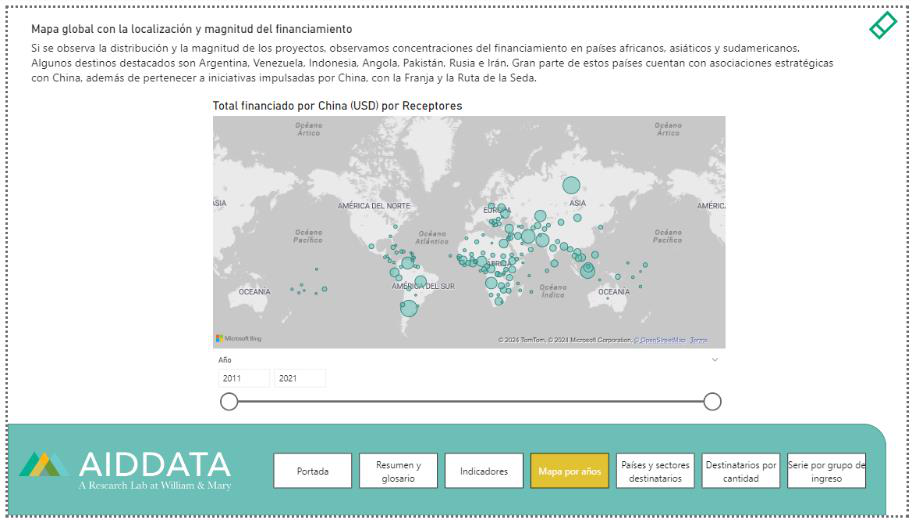 Mapa global con la localización y magnitud del financiamiento
Si se observa la distribución y la magnitud de los proyectos, observamos concentraciones del financiamiento en países africanos, asiáticos y sudamericanos.
Algunos destinos destacados son Argentina, Venezuela, Indonesia, Angola, Pakistán, Rusia e Irán. Gran parte de estos países cuentan con asociaciones estratégicas
con China, además de pertenecer a iniciativas impulsadas por China, con la Franja y la Ruta de la Seda.
Total financiado por China (USD) por Receptores
Océano
Ártico
Océano
Ártico
ASIA
AMÉRICA DEL NORTE
EUROPA
ASIA
AMÉRIC
Océano
Pacífico
Océano
Atlántico
Océano
Pacífico
ÁFRICA
OCEANÍA
AMÉRICA DEL SUR
Océano
Índico
OCEANÍA
Microsoft Bing
© 2024 TomTom, © 2024 Microsoft Corporation, © OpenStreetMap Terms
Año
2011
2021
AIDDATA
A Research Lab at William & Mary
Portada
Resumen y
glosario
Indicadores
Mapa por años
Países y sectores
destinatarios
Destinatarios por
cantidad
Serie por grupo de
ingreso